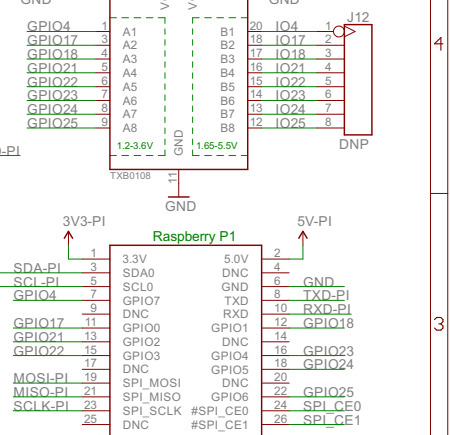 GND V V GND
J12
GPIO4 1 A1 B1 20 IO4 1
GPIO17 3 A2 B2 18 IO17 2
GPIO18 4 A3 B3 17 IO18 3
GPIO21 5 A4 B4 16 IO21 4
GPIO22 6 A5 B5 15 IO22 5
GPIO23 7 A6 B6 14 IO23 6
GPIO24 8 A7 B7 13 IO24 7
GPIO25 9 A8 B8 12 IO25 8
4
1.2-3.6V GND 1.65-5.5V
DNP
-PI
TXB0108
11
GND
3V3-PI 5V-PI
Raspberry P1
1 3.3V 5.0V 2
SDA-PI 3 SDA0 DNC 4
SCL-PI 5 SCL0 GND 6 GND
GPIO4 7 GPIO7 TXD 8 TXD-PI
9 DNC RXD 10 RXD-PI
GPIO17 11 GPIO0 GPIO1 12 GPIO18
3
GPIO21 13 GPIO2 DNC 14
GPIO22 15 GPIO3 GPIO4 16 GPIO23
17 DNC GPIO5 18 GPIO24
MOSI-PI 19 SPI_MOSI DNC 20
MISO-PI 21 SPI_MISO GPIO6 22 GPIO25
SCLK-PI 23 SPI_SCLK #SPI_CE0 24 SPI_CE0
25 DNC #SPI_CE1 26 SPI_CE1